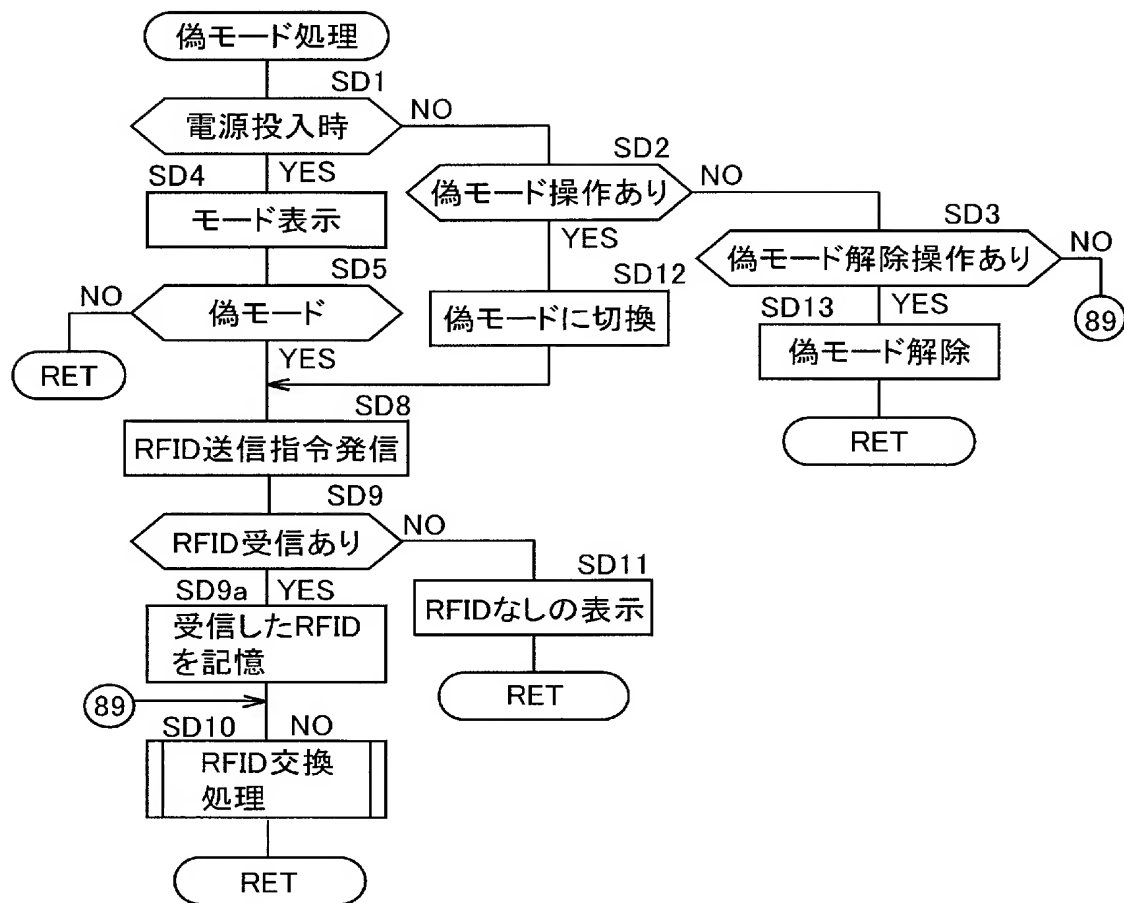 偽モード処理
SD1
電源投入時
NO
YES
SD2
偽モード操作あり
NO
SD4
モード表示
YES
SD3
偽モード解除操作あり
NO
89
SD5
偽モード
NO
RET
YES
SD12
偽モードに切換
SD13
YES
偽モード解除
RET
SD8
RFID送信指令発信
SD9
RFID受信あり
NO
SD11
RFIDなしの表示
RET
SD9a
YES
受信したRFID
を記憶
89
SD10
NO
RFID交換
処理
RET